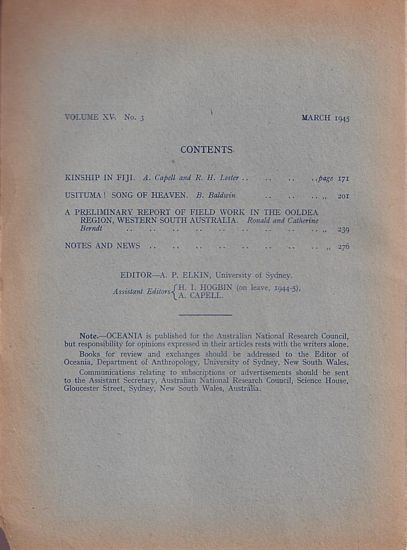 VOLUME XV. No. 3 MARCH 1945
CONTENTS
KINSHIP IN FIJI. A. Capell and R. H. Lester .. .. .. ..page 171
USITUMA! SONG OF HEAVEN. B. Baldwin .. .. .. „ 201
A PRELIMINARY REPORT OF FIELD WORK IN THE OOLDEA
REGION, WESTERN SOUTH AUSTRALIA. Ronald and Catherine
Berndt .. .. .. .. .. .. .. .. .. „ 239
NOTES AND NEWS .. .. .. .. .. .. .. .. „ 276
EDITOR—A. P. ELKIN, University of Sydney.
Assistant Editors { H. I. HOGBIN (on leave, 1944-5).
A. CAPELL.
Note.—OCEANIA is published for the Australian National Research Council,
but responsibility for opinions expressed in their articles rests with the writers alone.
Books for review and exchanges should be addressed to the Editor of
Oceania, Department of Anthropology, University of Sydney, New South Wales.
Communications relating to subscriptions or advertisements should be sent
to the Assistant Secretary, Australian National Research Council, Science House,
Gloucester Street, Sydney, New South Wales, Australia.